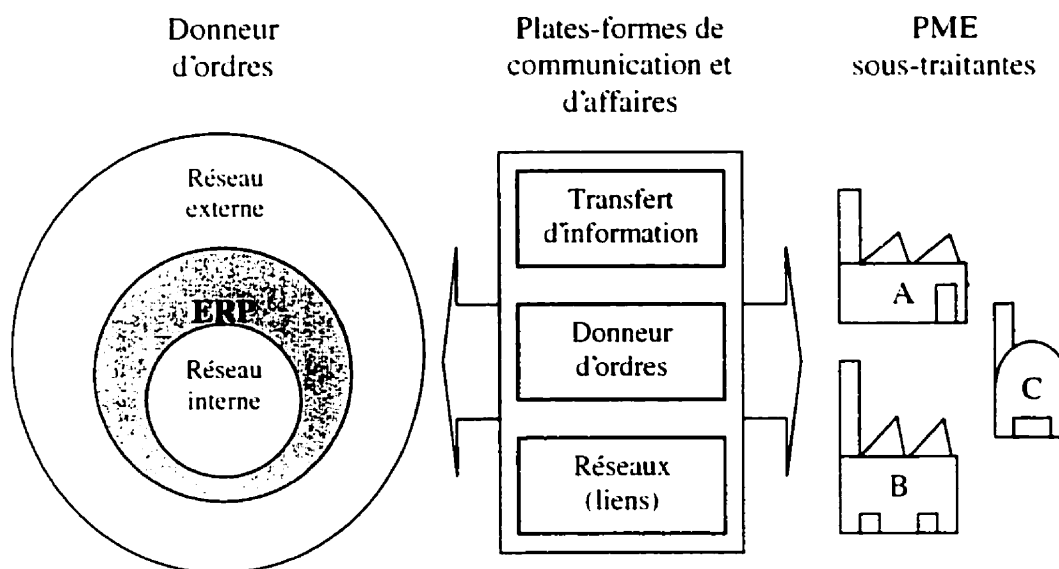 Donneur
d'ordres
Plates-formes de
communication et
d'affaires
PME
sous-traitantes
Réseau
externe
ERP
Réseau
interne
Transfert
d'information
Donneur
d'ordres
Réseaux
(liens)
A
B
C